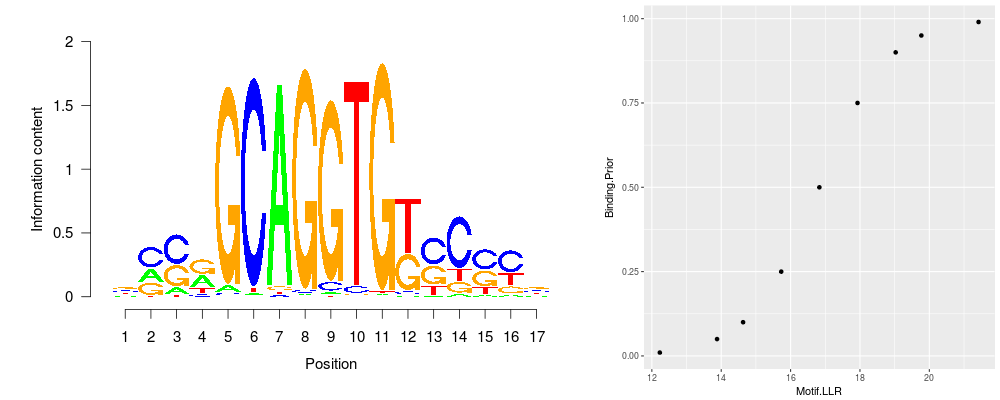 2
1.5
1
0.5
0
Information content
GCAGGTGT
1 2 3 4 5 6 7 8 9 10 11 12 13 14 15 16 17
Position
1.00
0.75
0.50
0.25
0.00
Binding.Prior
12 14 16 18 20
Motif.LLR